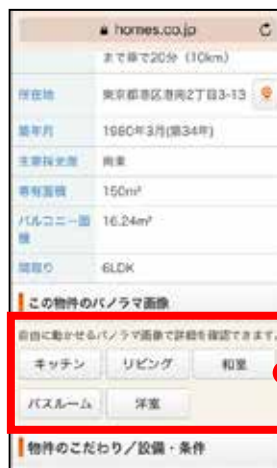 homes.co.jp
まで車で20分（10km）
所在地 東京都港区港南2丁目3-13
築年月 1980年3月(築34年)
主要採光面 南東
専有面積 150m²
バルコニー面積 16.24m²
間取り 6LDK
この物件のパノラマ画像
自由に動かせるパノラマ画像で詳細を確認できます。
キッチン リビング 和室
バスルーム 洋室
物件のこだわり／設備・条件